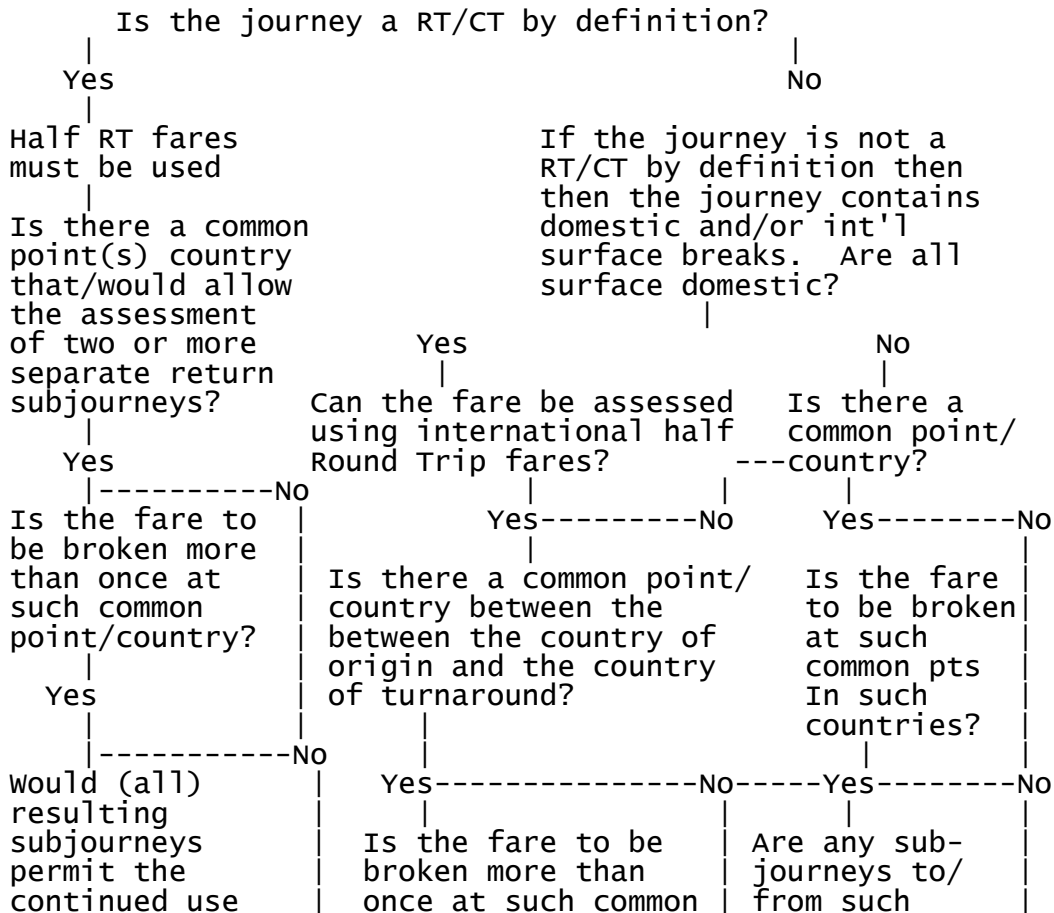 Is the journey a RT/CT by definition?
| |
Yes No
|
Half RT fares If the journey is not a
must be used RT/CT by definition then
| then the journey contains
Is there a common domestic and/or int'l
point(s) country surface breaks. Are all
that/would allow surface domestic?
the assessment |
of two or more Yes No
separate return | |
subjourneys? Can the fare be assessed Is there a
| using international half common point/
Yes Round Trip fares? ---country?
|----------No | | |
Is the fare to | Yes---------No Yes--------No
be broken more | | |
than once at | Is there a common point/ Is the fare |
such common | country between the to be broken|
point/country? | between the country of at such |
| | origin and the country common pts |
Yes | of turnaround? In such |
| | | countries? |
|-----------No | | |
Would (all) | Yes---------------No-----Yes--------No
resulting | | | | |
subjourneys | Is the fare to be | Are any sub- |
permit the | broken more than | journeys to/ |
continued use | once at such common | from such |